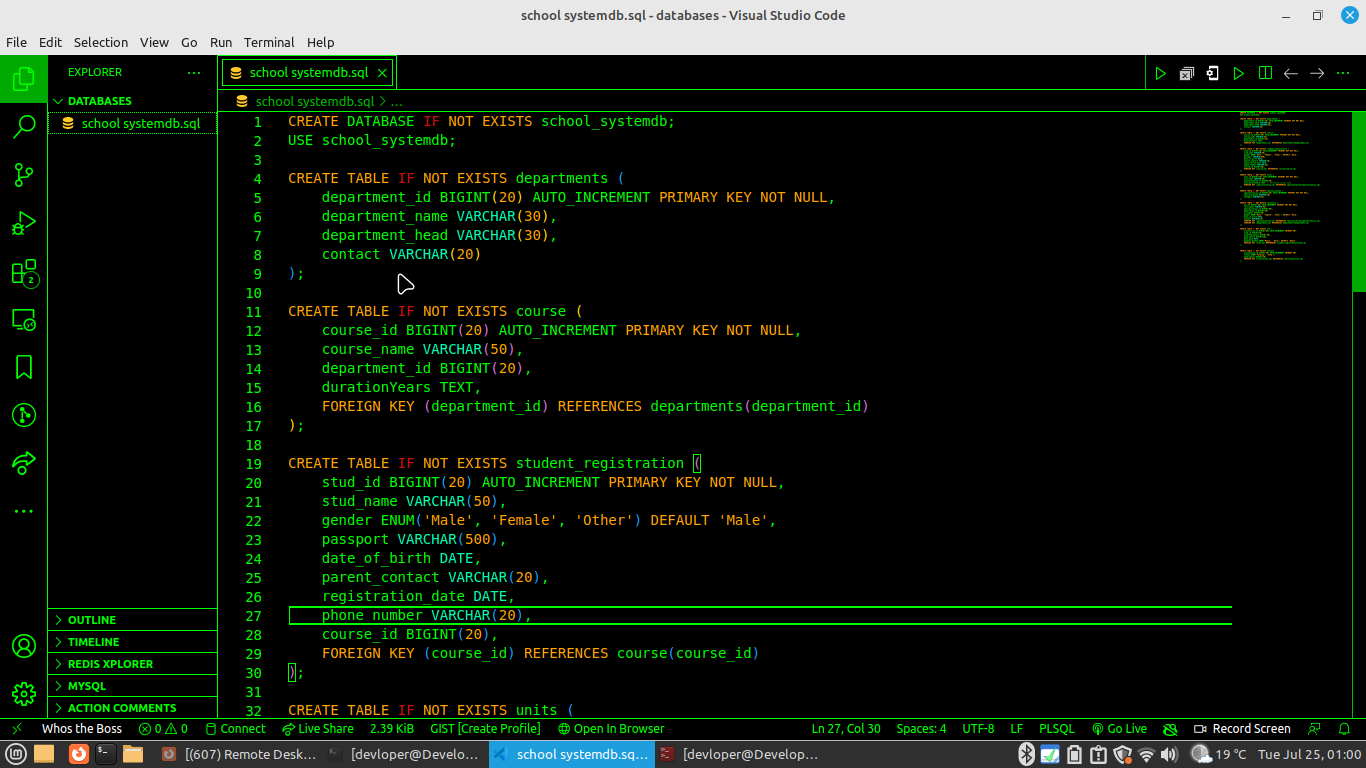 school systemdb.sql - databases - Visual Studio Code
File Edit Selection View Go Run Terminal Help
EXPLORER
school systemdb.sql
DATABASES
school systemdb.sql > ...
school systemdb.sql
1 CREATE DATABASE IF NOT EXISTS school_systemdb;
2 USE school_systemdb;
3
4 CREATE TABLE IF NOT EXISTS departments (
5 department_id BIGINT(20) AUTO_INCREMENT PRIMARY KEY NOT NULL,
6 department_name VARCHAR(30),
7 department_head VARCHAR(30),
8 contact VARCHAR(20)
9 );
10
11 CREATE TABLE IF NOT EXISTS course (
12 course_id BIGINT(20) AUTO_INCREMENT PRIMARY KEY NOT NULL,
13 course_name VARCHAR(50),
14 department_id BIGINT(20),
15 durationYears TEXT,
16 FOREIGN KEY (department_id) REFERENCES departments(department_id)
17 );
18
19 CREATE TABLE IF NOT EXISTS student_registration (
20 stud_id BIGINT(20) AUTO_INCREMENT PRIMARY KEY NOT NULL,
21 stud_name VARCHAR(50),
22 gender ENUM('Male', 'Female', 'Other') DEFAULT 'Male',
23 passport VARCHAR(500),
24 date_of_birth DATE,
25 parent_contact VARCHAR(20),
26 registration_date DATE,
27 phone_number VARCHAR(20),
28 course_id BIGINT(20),
29 FOREIGN KEY (course_id) REFERENCES course(course_id)
30 );
31
32 CREATE TABLE IF NOT EXISTS units (
2
OUTLINE
TIMELINE
REDIS XPLORER
MYSQL
ACTION COMMENTS
Whos the Boss 0 0 Connect Live Share 2.39 KiB GIST [Create Profile] Open In Browser Ln 27, Col 30 Spaces: 4 UTF-8 LF PLSQL Go Live Record Screen
[(607) Remote Desk... [devloper@Develo... school systemdb.sql... [devloper@Develop... 19 °C Tue Jul 25, 01:00